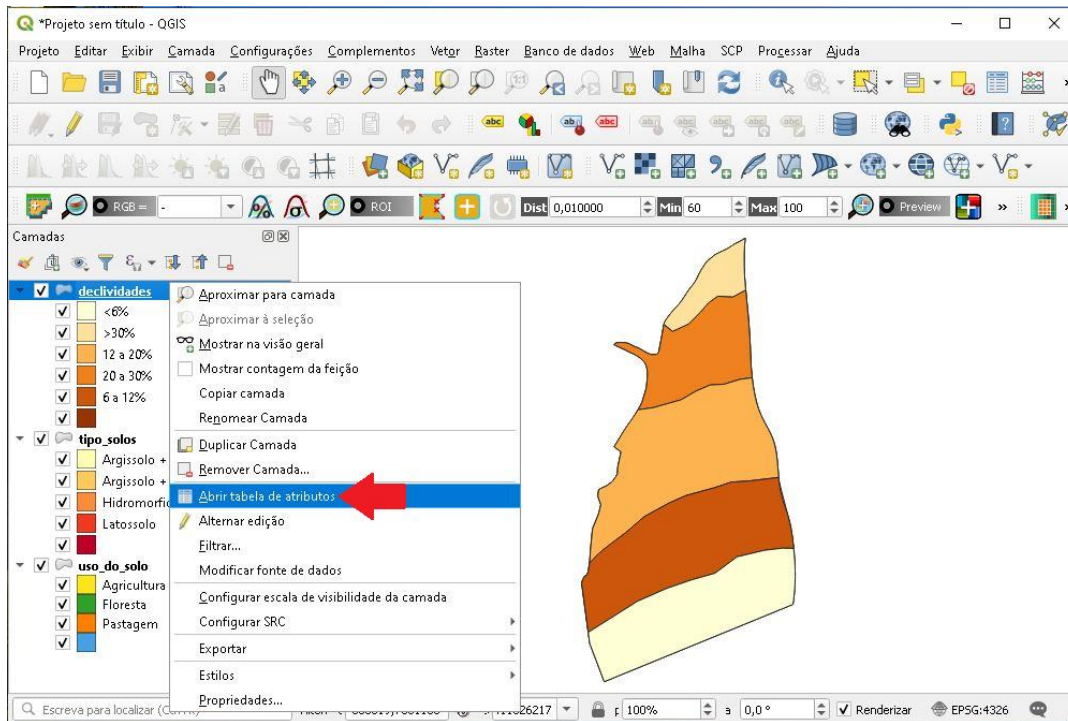 *Projeto sem título - QGIS
Projeto Editar Exibir Camada Configurações Complementos Vetor Raster Banco de dados Web Malha SCP Processar Ajuda
RGB = - ROI Dist 0,010000 Min 60 Max 100 Preview »
Camadas
declividades
<6%
>30%
12 a 20%
20 a 30%
6 a 12%
tipo_solos
Argissolo +
Argissolo +
Hidromorfic
Latossolo
uso_do_solo
Agricultura
Floresta
Pastagem
Aproximar para camada
Aproximar à seleção
Mostrar na visão geral
Mostrar contagem da feição
Copiar camada
Renomear Camada
Duplicar Camada
Remover Camada...
Abrir tabela de atributos
Alternar edição
Filtrar...
Modificar fonte de dados
Configurar escala de visibilidade da camada
Configurar SRC
Exportar
Estilos
Propriedades...
Escreva para localizar 100% 0,0 ° Renderizar EPSG:4326